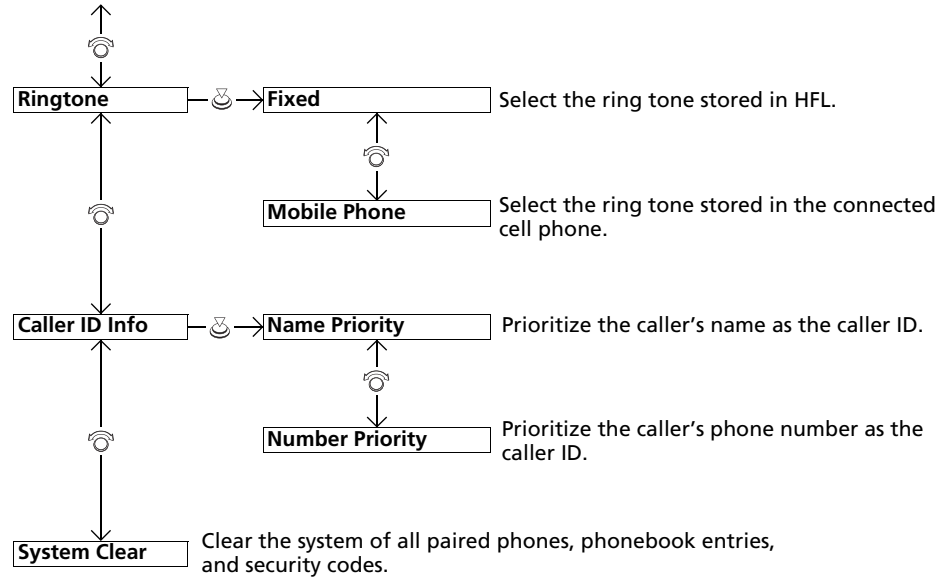 Ringtone
Fixed
Select the ring tone stored in HFL.
Mobile Phone
Select the ring tone stored in the connected
cell phone.
Caller ID Info
Name Priority
Prioritize the caller’s name as the caller ID.
Number Priority
Prioritize the caller’s phone number as the
caller ID.
System Clear
Clear the system of all paired phones, phonebook entries,
and security codes.